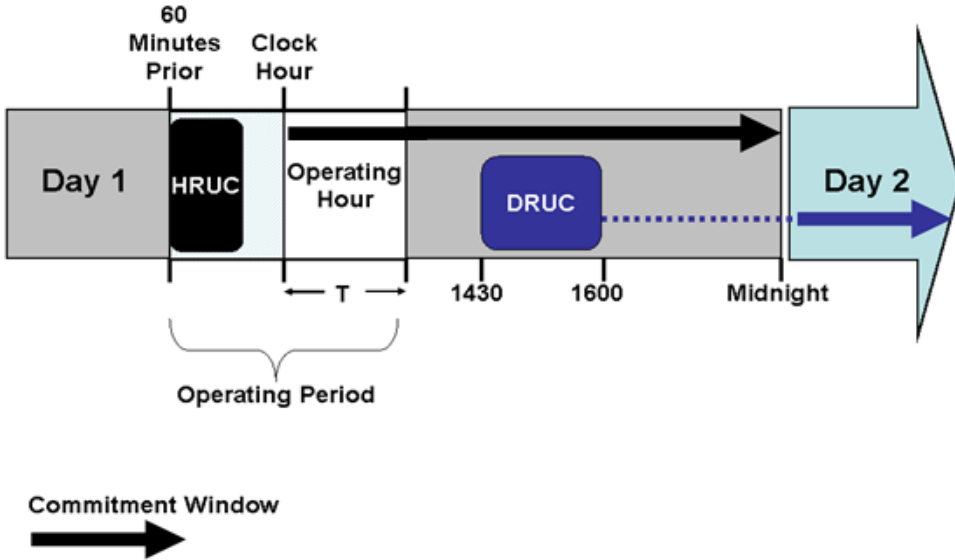 60
Minutes
Prior
Clock
Hour
Day 1
HRUC
Operating
Hour
DRUC
Day 2
T
1430
1600
Midnight
Operating Period
Commitment Window